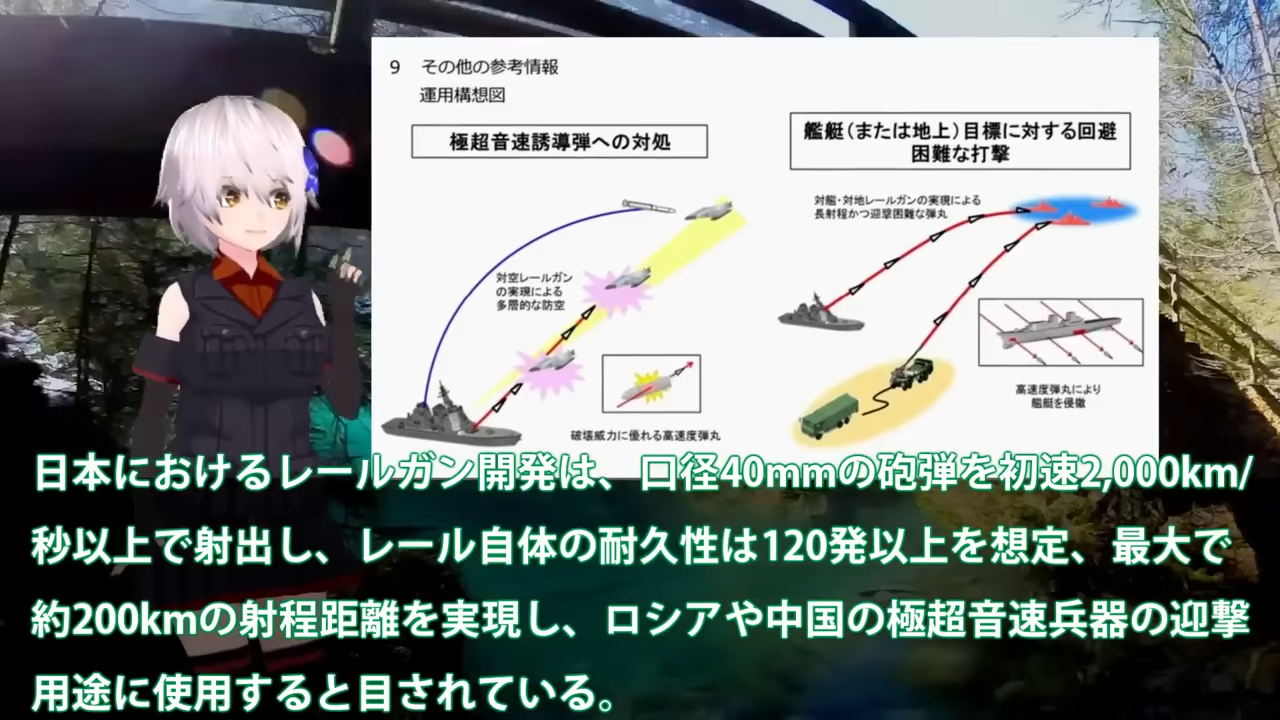 9 その他の参考情報
運用構想図
極超音速誘導弾への対処
対空レールガン
の実現による
多層的な防空
破壊威力に優れる高速度弾丸
艦艇(または地上)目標に対する回避
困難な打撃
対艦・対地レールガンの実現による
長射程かつ迎撃困難な弾丸
高速度弾丸により
艦艇を侵徹
日本におけるレールガン開発は、口径40mmの砲弾を初速2,000km/
秒以上で射出し、レール自体の耐久性は120発以上を想定、最大で
約200kmの射程距離を実現し、ロシアや中国の極超音速兵器の迎撃
用途に使用すると目されている。